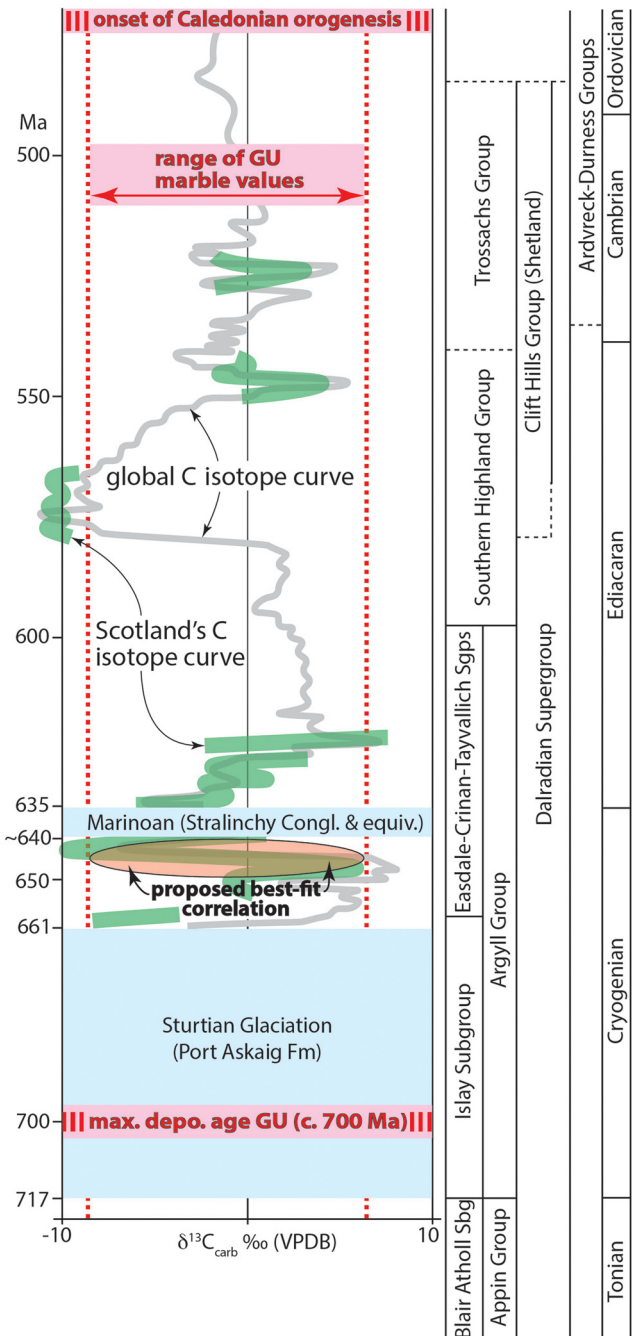 onset of Caledonian orogenesis
Ma
500
range of GU
marble values
550
global C isotope curve
600
Scotland's C
isotope curve
635
Marinoan (Stralinchy Congl. & equiv.)
~640
650
proposed best-fit
correlation
661
Sturtian Glaciation
(Port Askaig Fm)
700
max. depo. age GU (c. 700 Ma)
717
-10
10
δ13Ccarb ‰ (VPDB)
Trossachs Group
Southern Highland Group
Easdale-Crinan-Tayvallich Sgps
Islay Subgroup
Blair Atholl Sbg
Argyll Group
Appin Group
Clift Hills Group (Shetland)
Dalradian Supergroup
Ardvreck-Durness Groups
Ordovician
Cambrian
Ediacaran
Cryogenian
Tonian